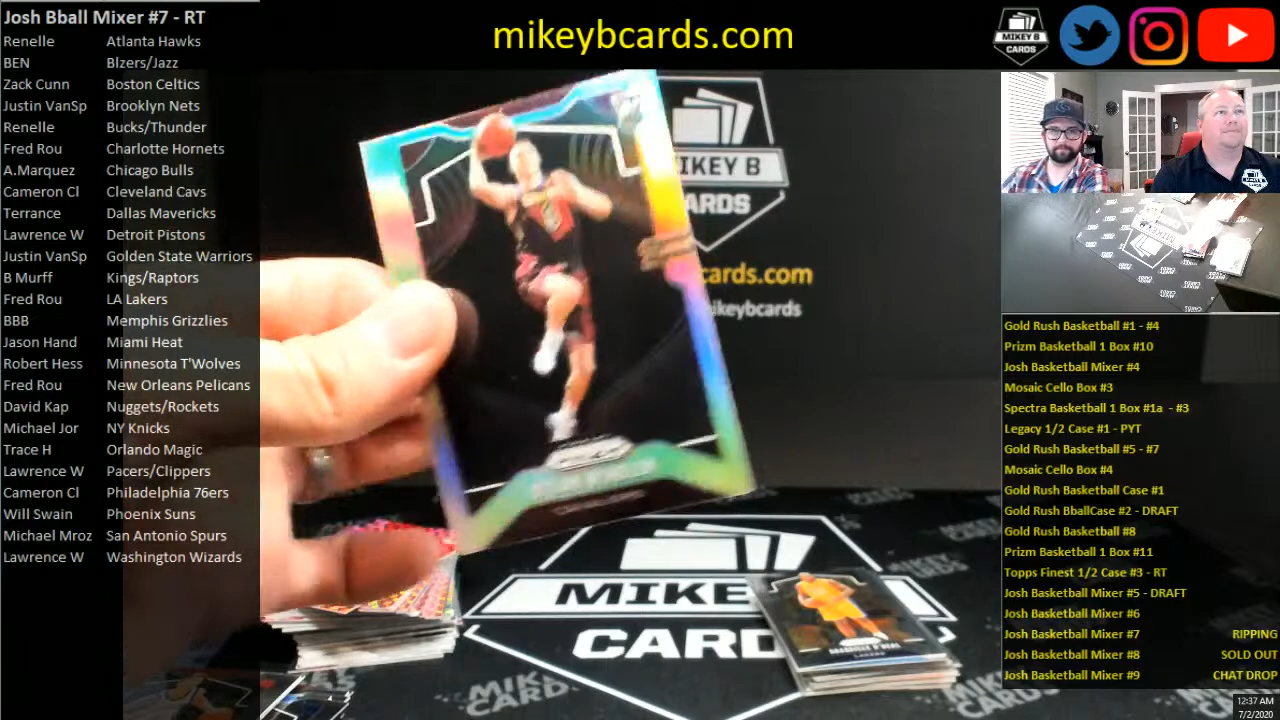 Josh Bball Mixer #7 - RT
Renelle Atlanta Hawks
BEN Blzers/Jazz
Zack Cunn Boston Celtics
Justin VanSp Brooklyn Nets
Renelle Bucks/Thunder
Fred Rou Charlotte Hornets
A.Marquez Chicago Bulls
Cameron Cl Cleveland Cavs
Terrance Dallas Mavericks
Lawrence W Detroit Pistons
Justin VanSp Golden State Warriors
B Murff Kings/Raptors
Fred Rou LA Lakers
BBB Memphis Grizzlies
Jason Hand Miami Heat
Robert Hess Minnesota T'Wolves
Fred Rou New Orleans Pelicans
David Kap Nuggets/Rockets
Michael Jor NY Knicks
Trace H Orlando Magic
Lawrence W Pacers/Clippers
Cameron Cl Philadelphia 76ers
Will Swain Phoenix Suns
Michael Mroz San Antonio Spurs
Lawrence W Washington Wizards
mikeybcards.com
MIKEY B
CARDS
IKEY B
ARDS
cards.com
mikeybcards
MIKE
CARD
MIKEY B
CARDS
Gold Rush Basketball #1 - #4
Prizm Basketball 1 Box #10
Josh Basketball Mixer #4
Mosaic Cello Box #3
Spectra Basketball 1 Box #1a - #3
Legacy 1/2 Case #1 - PYT
Gold Rush Basketball #5 - #7
Mosaic Cello Box #4
Gold Rush Basketball Case #1
Gold Rush BballCase #2 - DRAFT
Gold Rush Basketball #8
Prizm Basketball 1 Box #11
Topps Finest 1/2 Case #3 - RT
Josh Basketball Mixer #5 - DRAFT
Josh Basketball Mixer #6
Josh Basketball Mixer #7 RIPPING
Josh Basketball Mixer #8 SOLD OUT
Josh Basketball Mixer #9 CHAT DROP
12:37 AM
7/2/2020